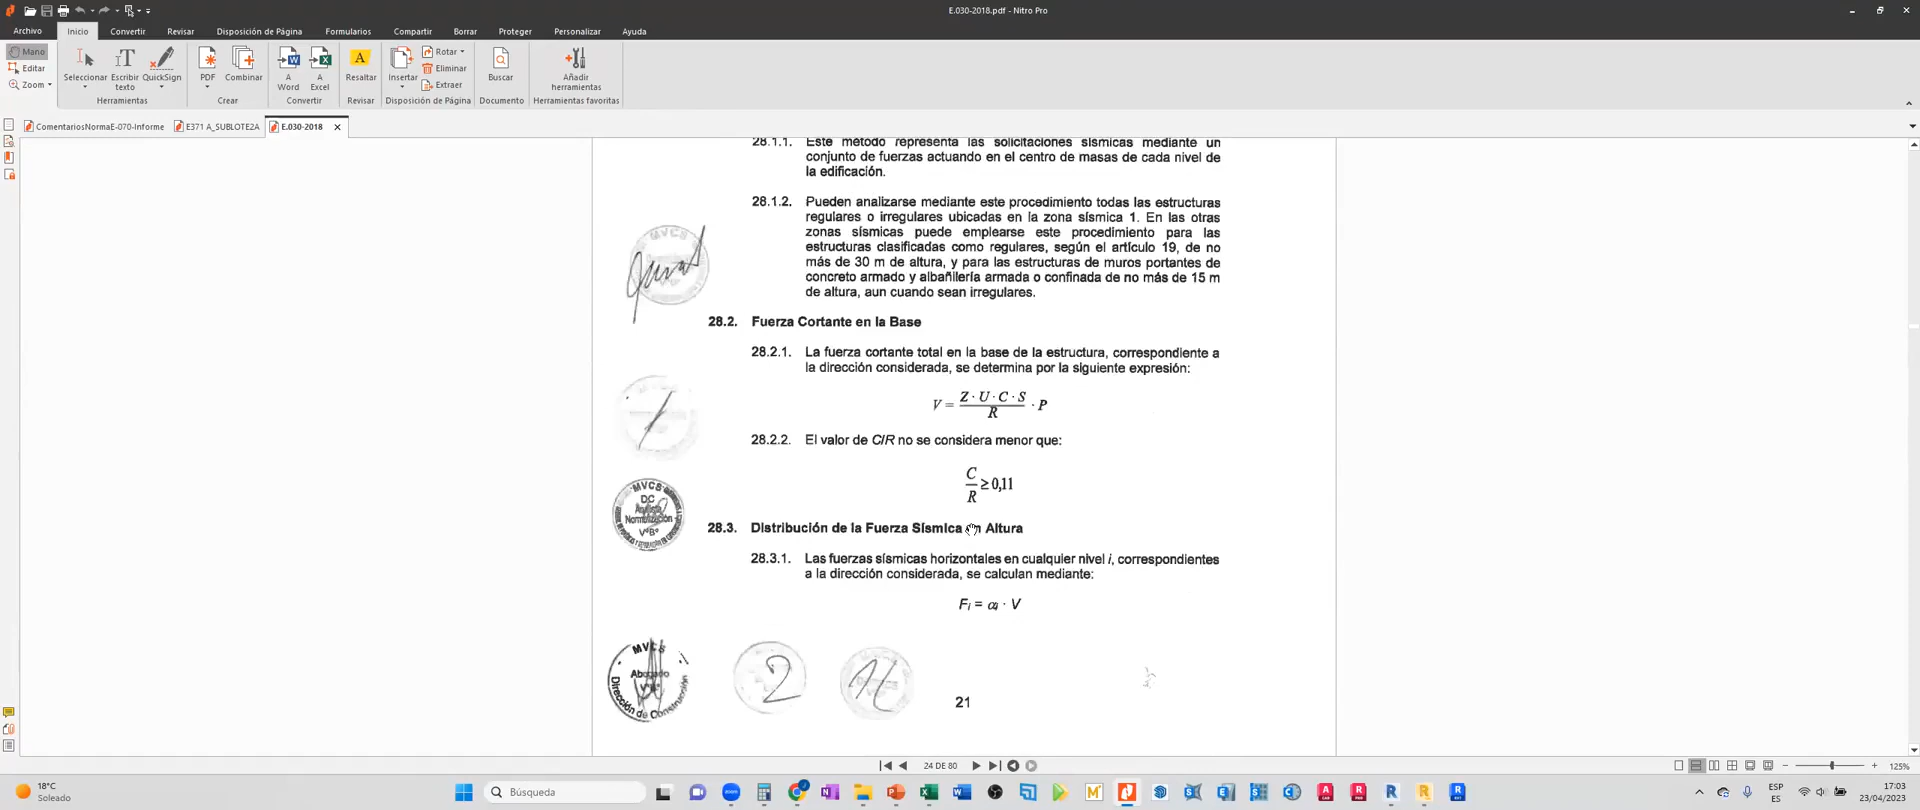 E.030-2018.pdf - Nitro Pro
Archivo Inicio Convertir Revisar Disposición de Página Formularios Compartir Borrar Proteger Personalizar Ayuda
Mano
Editar
Zoom
Seleccionar Escribir texto QuickSign
Herramientas
PDF Combinar
Crear
A Word A Excel
Convertir
Resaltar
Revisar
Insertar Rotar Eliminar Extraer
Disposición de Página
Buscar
Documento
Añadir herramientas
Herramientas favoritas
ComentariosNormaE-070-Informe E371 A_SUBLOTE2A E.030-2018
28.1.1. Este método representa las solicitaciones sísmicas mediante un
conjunto de fuerzas actuando en el centro de masas de cada nivel de
la edificación.
28.1.2. Pueden analizarse mediante este procedimiento todas las estructuras
regulares o irregulares ubicadas en la zona sísmica 1. En las otras
zonas sísmicas puede emplearse este procedimiento para las
estructuras clasificadas como regulares, según el artículo 19, de no
más de 30 m de altura, y para las estructuras de muros portantes de
concreto armado y albañilería armada o confinada de no más de 15 m
de altura, aun cuando sean irregulares.
MVCS
28.2. Fuerza Cortante en la Base
28.2.1. La fuerza cortante total en la base de la estructura, correspondiente a
la dirección considerada, se determina por la siguiente expresión:
V = Z · U · C · S / R · P
28.2.2. El valor de C/R no se considera menor que:
C / R ≥ 0,11
MVCS
D.C
Normalización
V°B°
28.3. Distribución de la Fuerza Sísmica en Altura
28.3.1. Las fuerzas sísmicas horizontales en cualquier nivel i, correspondientes
a la dirección considerada, se calculan mediante:
Fi = αi · V
MVCS
Abogado
V°B°
Dirección de Construcción
21
24 DE 80
125%
18°C
Soleado
Búsqueda
ESP
ES
17:03
23/04/2023